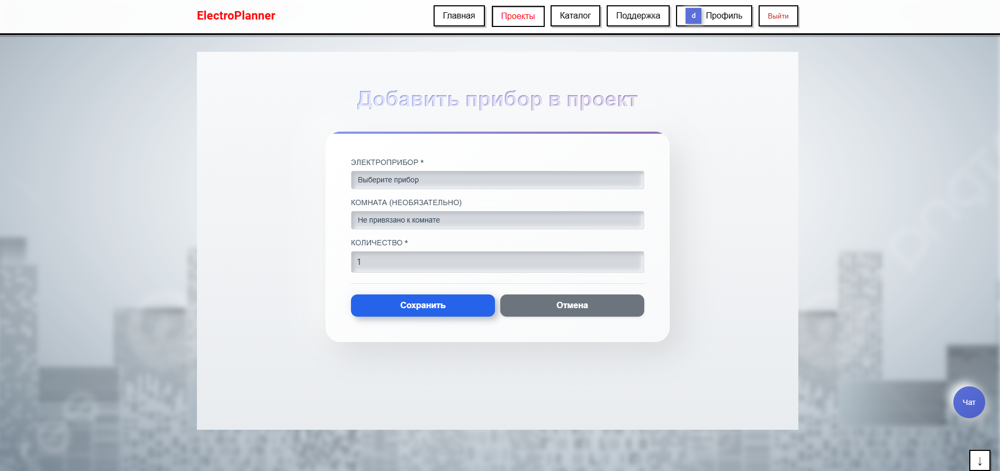 ElectroPlanner
Главная
Проекты
Каталог
Поддержка
d Профиль
Выйти
Добавить прибор в проект
ЭЛЕКТРОПРИБОР *
Выберите прибор
КОМНАТА (НЕОБЯЗАТЕЛЬНО)
Не привязано к комнате
КОЛИЧЕСТВО *
1
Сохранить
Отмена
Чат
↓